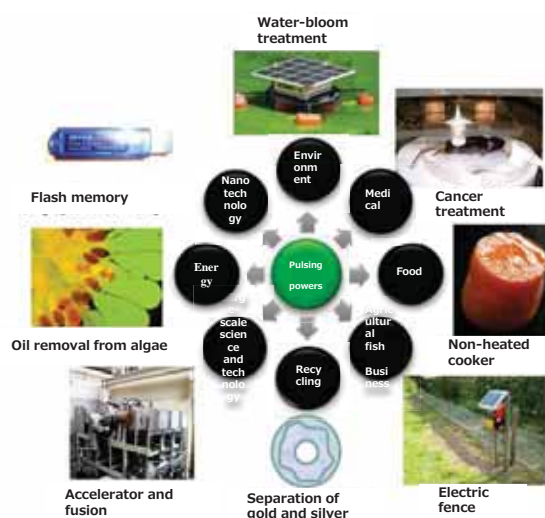 Water-bloom
treatment
Flash memory
Nano
tech
nolo
gy
Envir
onm
ent
Medi
cal
Cancer
treatment
Ener
gy
Pulsing
powers
Food
Oil removal from algae
scale
scien
ce
and
tech
nolo
gy
Recy
cling
Agric
ultur
al
fish
Business
Non-heated
cooker
Accelerator and
fusion
Separation of
gold and silver
Electric
fence